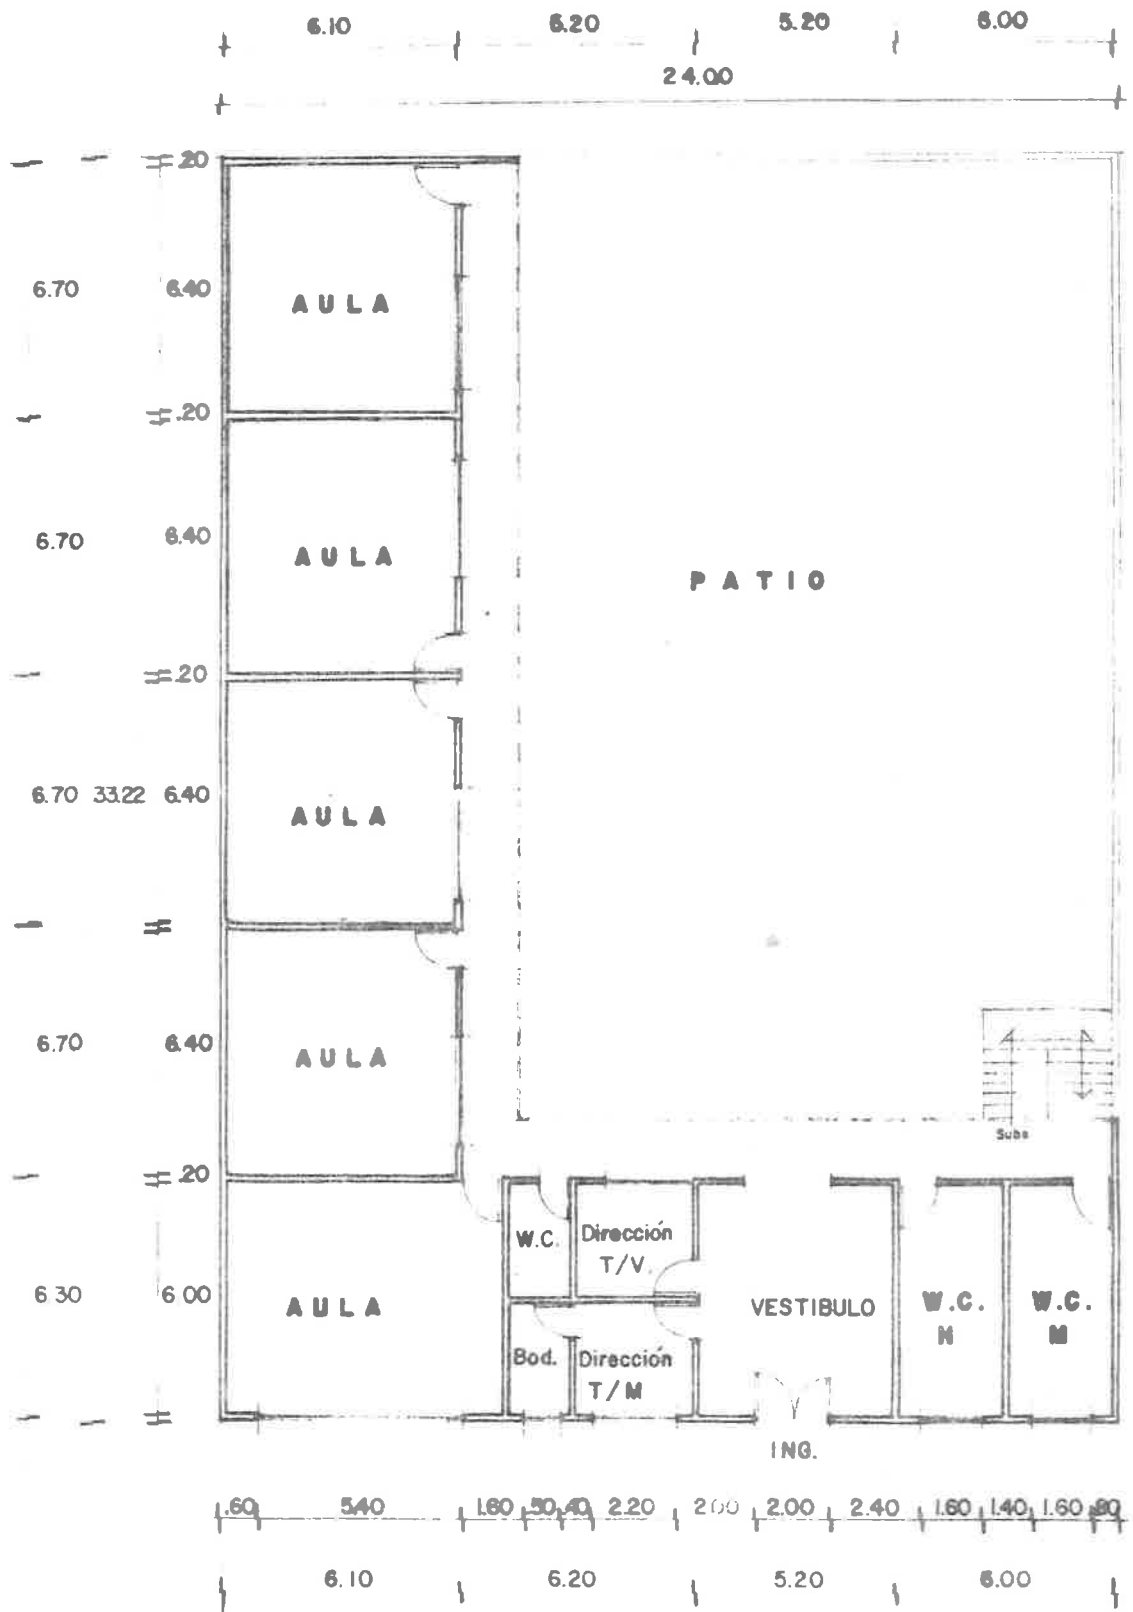 6.10 6.20 5.20 6.00
24.00
.20
6.70 6.40
AULA
.20
6.70 6.40
AULA
PATIO
.20
6.70 33.22 6.40
AULA
6.70 6.40
AULA
Sube
.20
W.C. Dirección
T/V.
6.30 6.00
AULA
VESTIBULO
W.C.
H
W.C.
M
Bod. Dirección
T/M
ING.
.60 5.40 1.60 .50 .40 2.20 2.00 2.00 2.40 1.60 1.40 1.60 .80
6.10 6.20 5.20 6.00